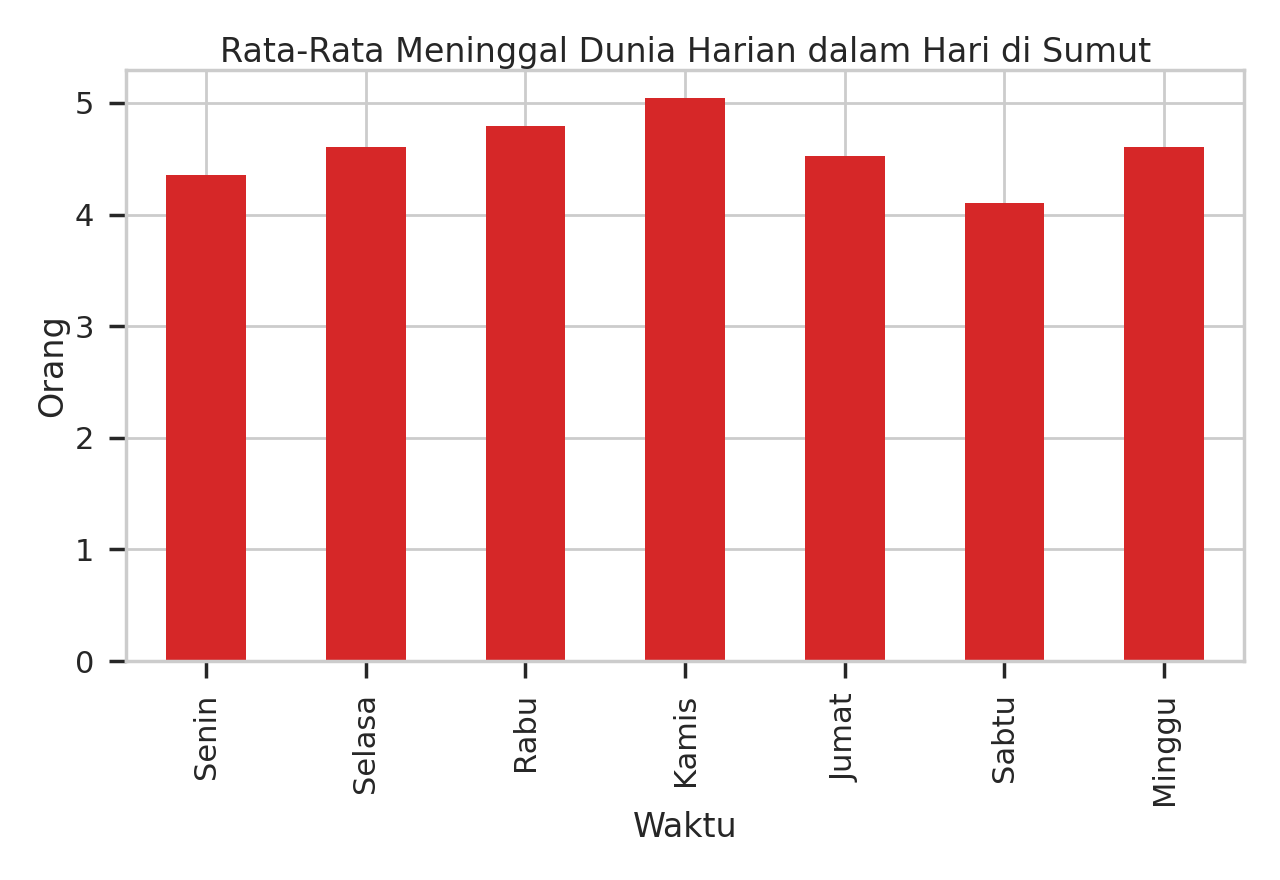 Rata-Rata Meninggal Dunia Harian dalam Hari di Sumut
5
4
3
2
1
0
Orang
Senin
Selasa
Rabu
Kamis
Jumat
Sabtu
Minggu
Waktu